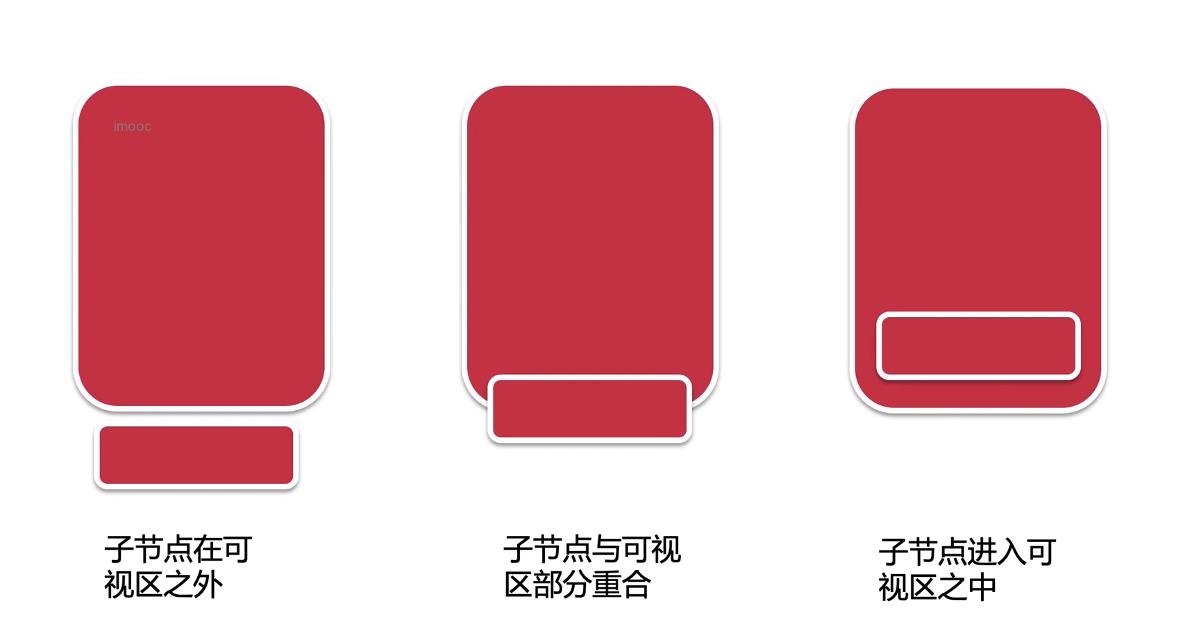 imooc
子节点在可
视区之外
子节点与可视
区部分重合
子节点进入可
视区之中